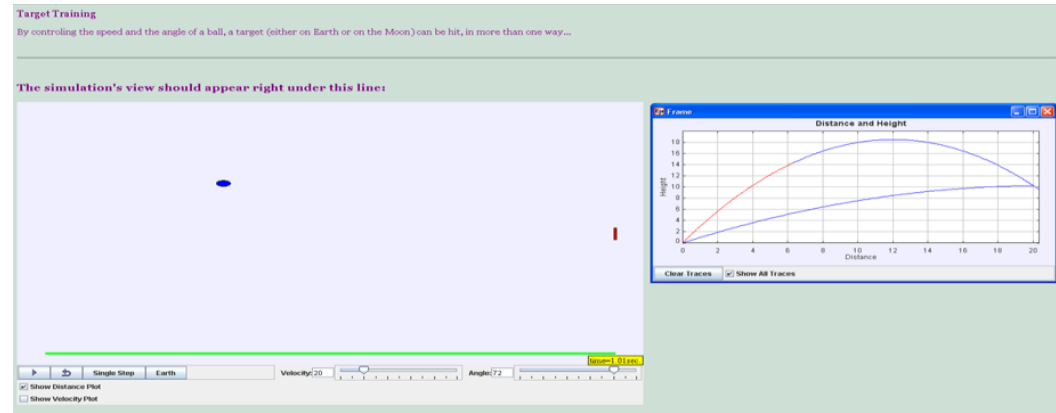 Target Training
By controling the speed and the angle of a ball, a target (either on Earth or on the Moon) can be hit, in more than one way...
The simulation's view should appear right under this line:
Frame
Distance and Height
18
16
14
12
10
8
6
4
2
0
Height
0 2 4 6 8 10 12 14 16 18 20
Distance
Clear Traces Show All Traces
time=1.01sec.
Single Step Earth Velocity:20 Angle:72
Show Distance Plot
Show Velocity Plot